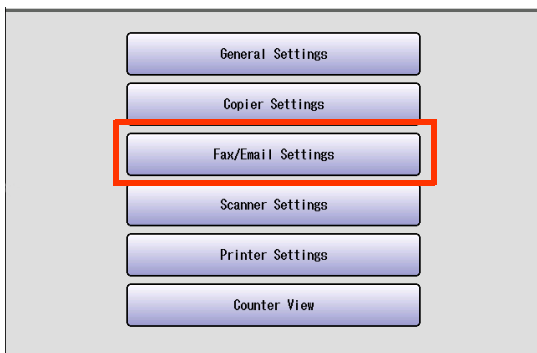 General Settings
Copier Settings
Fax/Email Settings
Scanner Settings
Printer Settings
Counter View